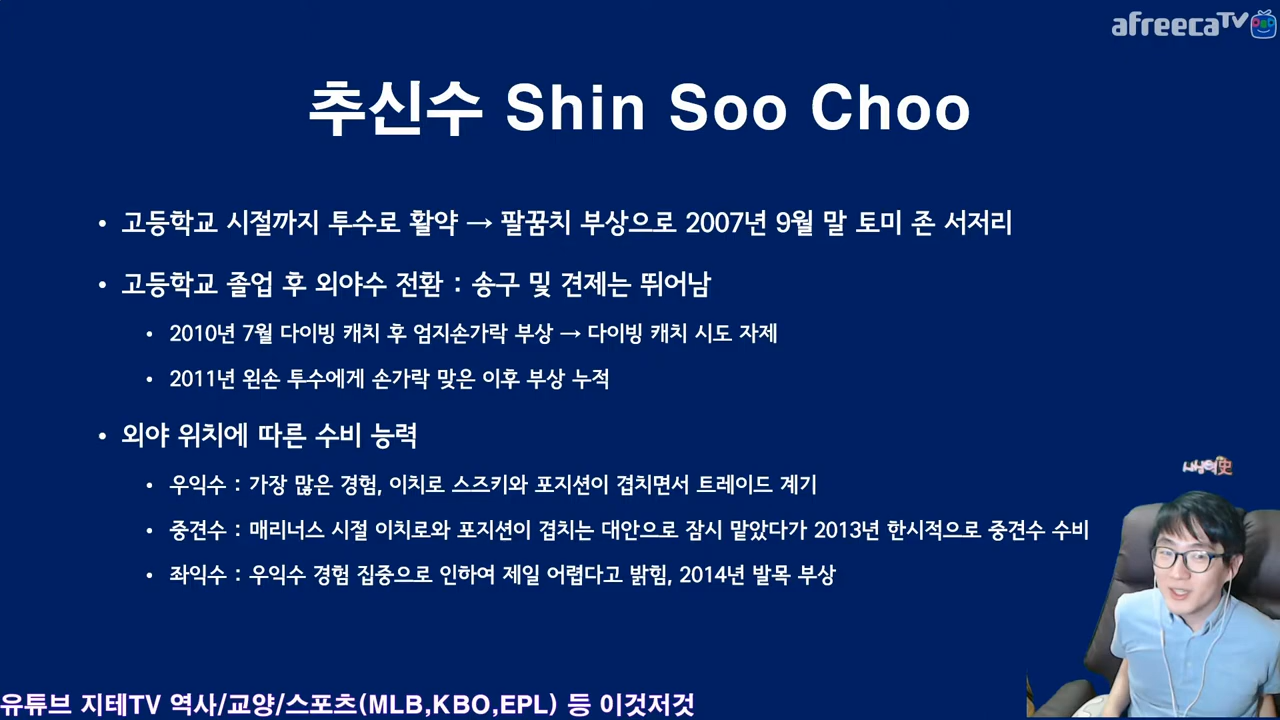 afreecaTV
추신수 Shin Soo Choo
• 고등학교 시절까지 투수로 활약 → 팔꿈치 부상으로 2007년 9월 말 토미 존 서저리
• 고등학교 졸업 후 외야수 전환 : 송구 및 견제는 뛰어남
• 2010년 7월 다이빙 캐치 후 엄지손가락 부상 → 다이빙 캐치 시도 자제
• 2011년 왼손 투수에게 손가락 맞은 이후 부상 누적
• 외야 위치에 따른 수비 능력
• 우익수 : 가장 많은 경험, 이치로 스즈키와 포지션이 겹치면서 트레이드 계기
• 중견수 : 매리너스 시절 이치로와 포지션이 겹치는 대안으로 잠시 맡았다가 2013년 한시적으로 중견수 수비
• 좌익수 : 우익수 경험 집중으로 인하여 제일 어렵다고 밝힘, 2014년 발목 부상
유튜브 지테TV 역사/교양/스포츠(MLB,KBO,EPL) 등 이것저것